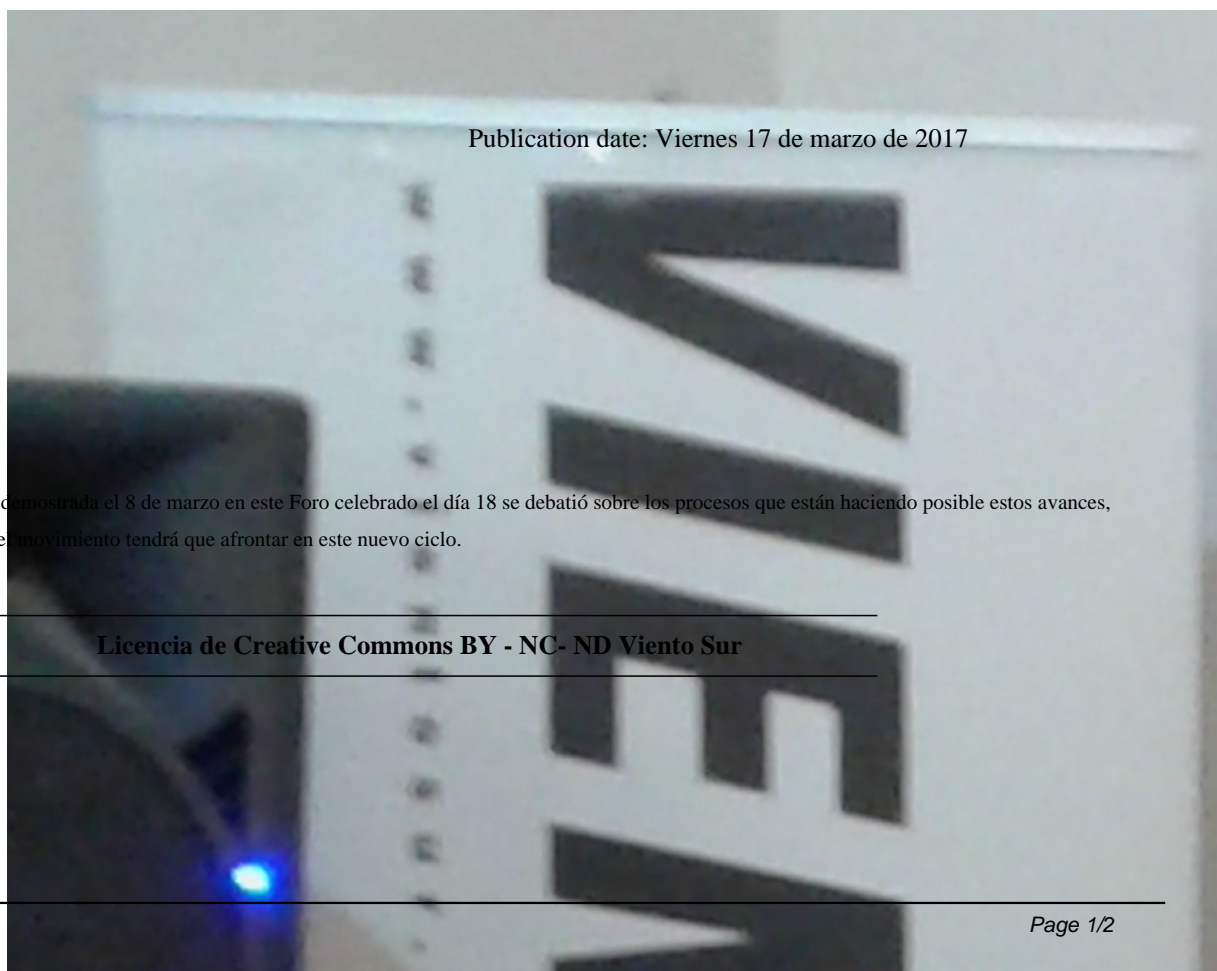 Publication date: Viernes 17 de marzo de 2017
VIEN
demostrada el 8 de marzo en este Foro celebrado el día 18 se debatió sobre los procesos que están haciendo posible estos avances,
el movimiento tendrá que afrontar en este nuevo ciclo.
Licencia de Creative Commons BY - NC- ND Viento Sur
Page 1/2